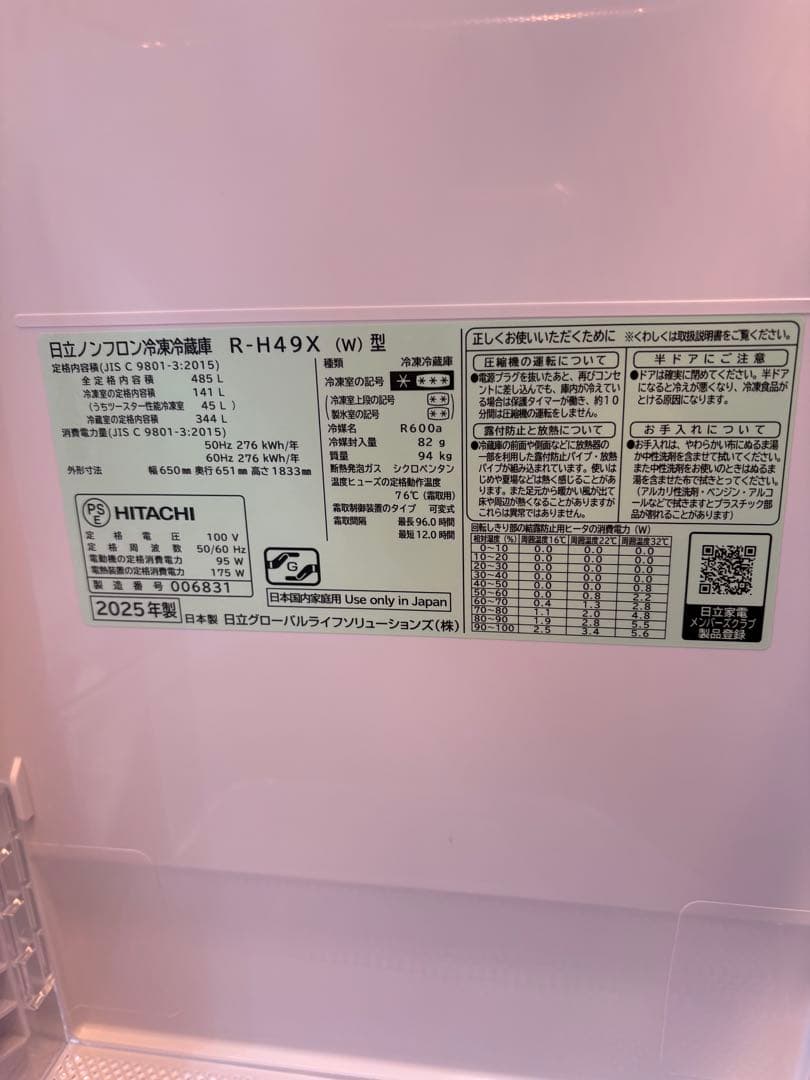 日立ノンフロン冷凍冷蔵庫 R-H49X (W) 型
定格内容積(JIS C 9801-3:2015)
全定格内容積 485 L
冷凍室の定格内容積 141 L
(うちツースター性能冷凍室 45 L )
冷蔵室の定格内容積 344 L
消費電力量(JIS C 9801-3:2015)
50Hz 276 kWh/年
60Hz 276 kWh/年
外形寸法 幅 650㎜ 奥行 651㎜ 高さ 1833㎜
PS E HITACHI
定格電圧 100 V
定格周波数 50/60 Hz
電動機の定格消費電力 95 W
電熱装置の定格消費電力 175 W
製造番号 006831
2025年製
日本製 日立グローバルライフソリューションズ(株)
種類 冷凍冷蔵庫
冷凍室の記号 * ***
(冷凍室上段の記号 **)
(製氷室の記号 **)
冷媒名 R600a
冷媒封入量 82 g
質量 94 kg
断熱発泡ガス シクロペンタン
温度ヒューズの定格動作温度
76℃ (霜取用)
霜取制御装置のタイプ 可変式
霜取間隔 最長 96.0 時間
最短 12.0 時間
G
日本国内家庭用 Use only in Japan
正しくお使いいただくために ※くわしくは取扱説明書をご覧ください。
圧縮機の運転について
●電源プラグを抜いたあと、再びコンセ
ントに差し込んでも、庫内が冷えてい
る場合は保護タイマーが働き、約10
分間は圧縮機の運転をしません。
露付防止と放熱について
●冷蔵庫の前面や側面などに放熱器の
一部を利用した露付防止パイプ・放熱
パイプが組み込まれています。使いは
じめや夏場などは熱く感じることがあ
ります。また足元から暖かい風が出て
床や周辺が熱くなることがありますが
これらは異常ではありません。
半ドアにご注意
●ドアは確実に閉めてください。半ドア
になると冷えが悪くなり、冷凍食品が
とける原因になります。
お手入れについて
●お手入れは、やわらかい布にぬるま湯
か中性洗剤を含ませて拭いてください。
また中性洗剤をお使いのときはぬるま
湯を含ませた布で拭きとってください。
(アルカリ性洗剤・ベンジン・アルコ
ールなどで拭きますとプラスチック部
品が割れることがあります)
回転しきり部の結露防止用ヒータの消費電力 (W)
相対湿度 (%) 周囲温度16℃ 周囲温度22℃ 周囲温度32℃
0~10 0.0 0.0 0.0
10~20 0.0 0.0 0.0
20~30 0.0 0.0 0.0
30~40 0.0 0.0 0.0
40~50 0.0 0.0 0.8
50~60 0.0 0.8 2.2
60~70 0.4 1.3 2.8
70~80 1.1 2.0 4.8
80~90 1.9 2.8 5.5
90~100 2.5 3.4 5.6
日立家電
メンバーズクラブ
製品登録